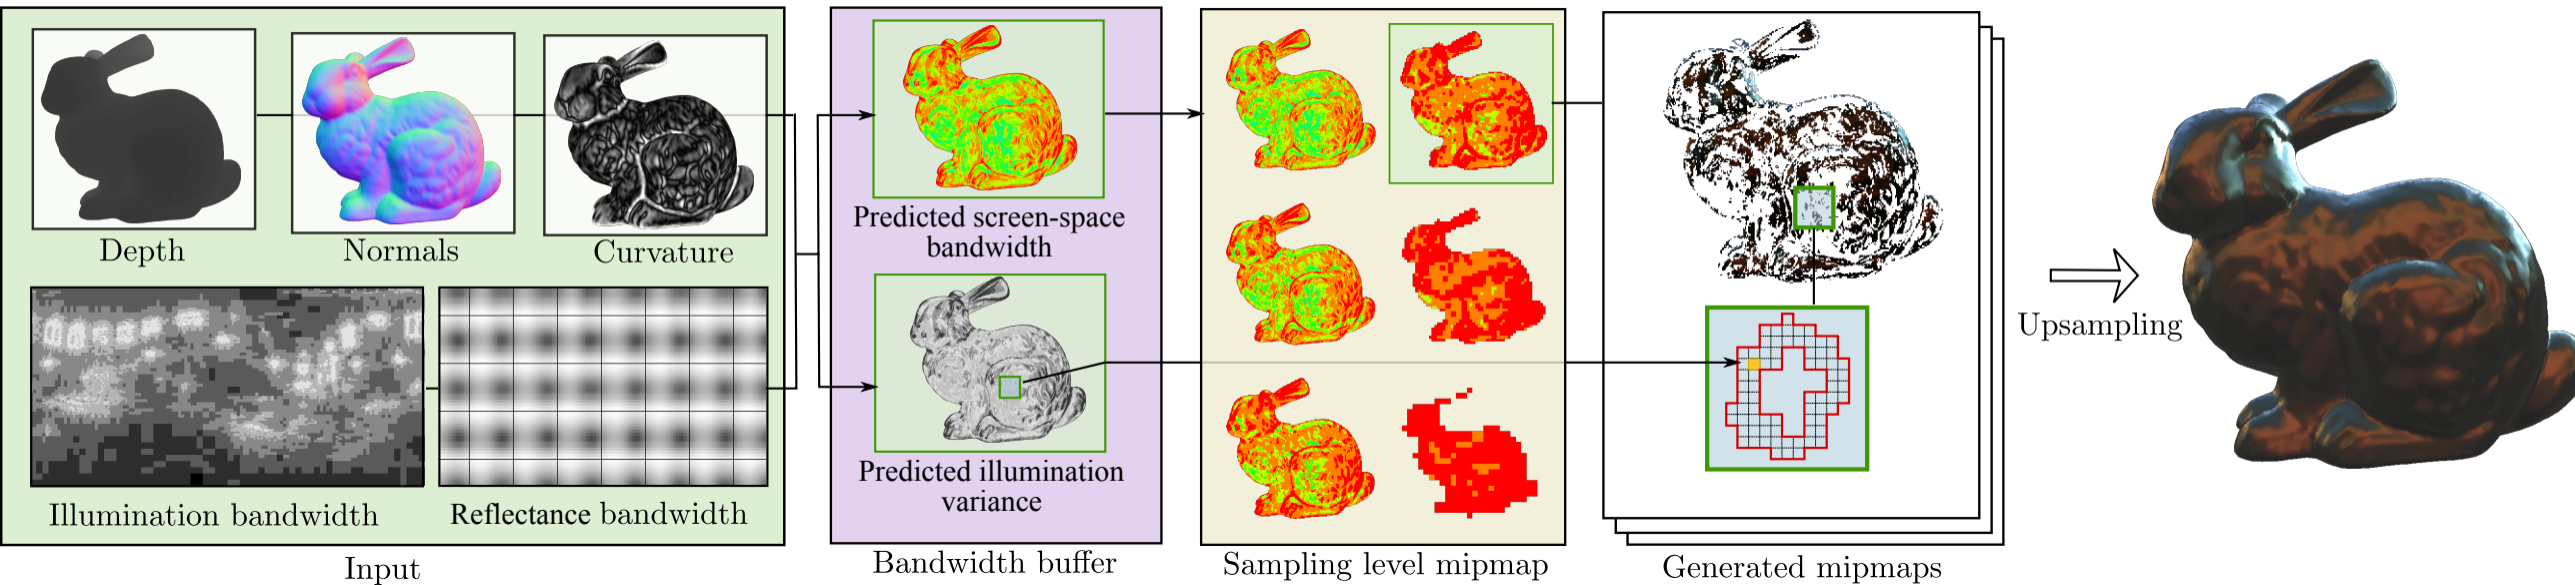 Depth
Normals
Curvature
Illumination bandwidth
Reflectance bandwidth
Input
Predicted screen-space
bandwidth
Predicted illumination
variance
Bandwidth buffer
Sampling level mipmap
Generated mipmaps
Upsampling